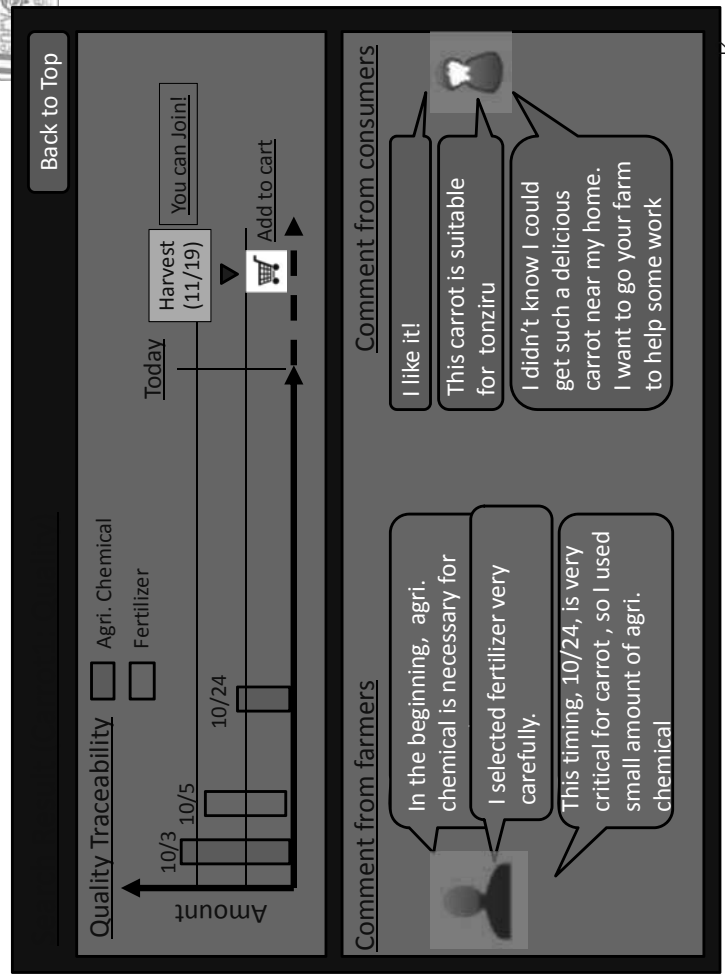 Back to Top
Quality Traceability
Agri. Chemical
Fertilizer
Amount
10/3
10/5
10/24
Today
Harvest
(11/19)
You can Join!
Add to cart
Comment from farmers
In the beginning, agri.
chemical is necessary for
I selected fertilizer very
carefully.
This timing, 10/24, is very
critical for carrot , so I used
small amount of agri.
chemical
Comment from consumers
I like it!
This carrot is suitable
for tonziru
I didn't know I could
get such a delicious
carrot near my home.
I want to go your farm
to help some work